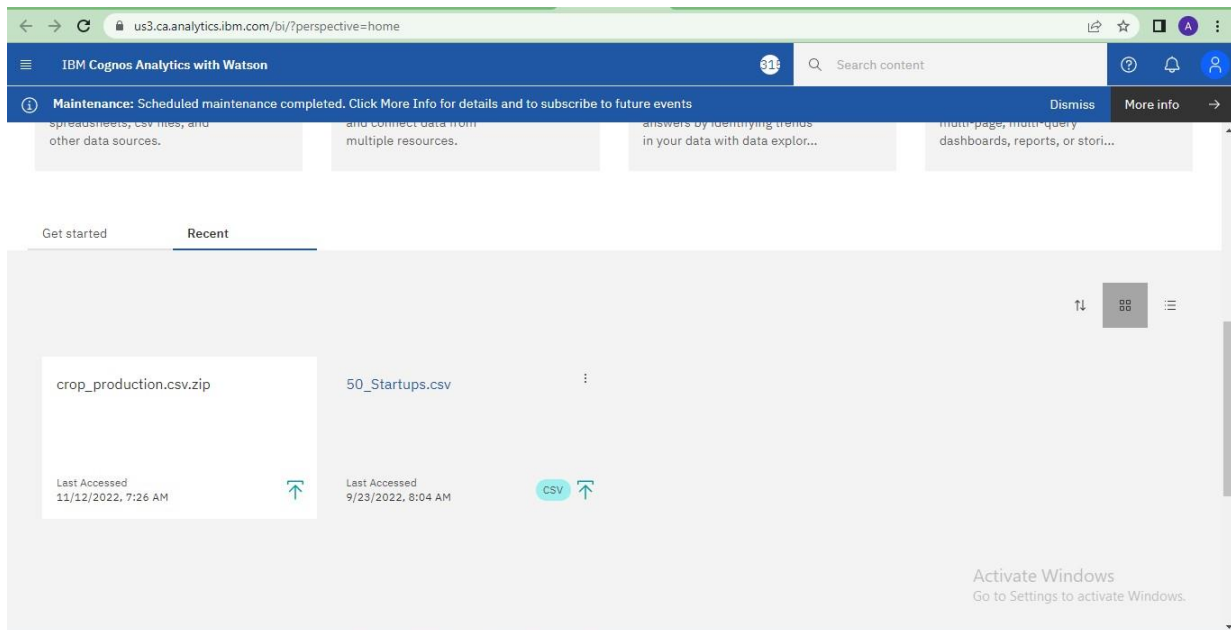 us3.ca.analytics.ibm.com/bi/?perspective=home
A
IBM Cognos Analytics with Watson
Search content
Maintenance: Scheduled maintenance completed. Click More Info for details and to subscribe to future events
Dismiss
More info
spreadsheets, csv files, and
other data sources.
and connect data from
multiple resources.
answers by identifying trends
in your data with data explor...
multi-page, multi-query
dashboards, reports, or stori...
Get started
Recent
crop_production.csv.zip
50_Startups.csv
Last Accessed
11/12/2022, 7:26 AM
Last Accessed
9/23/2022, 8:04 AM
CSV
Activate Windows
Go to Settings to activate Windows.